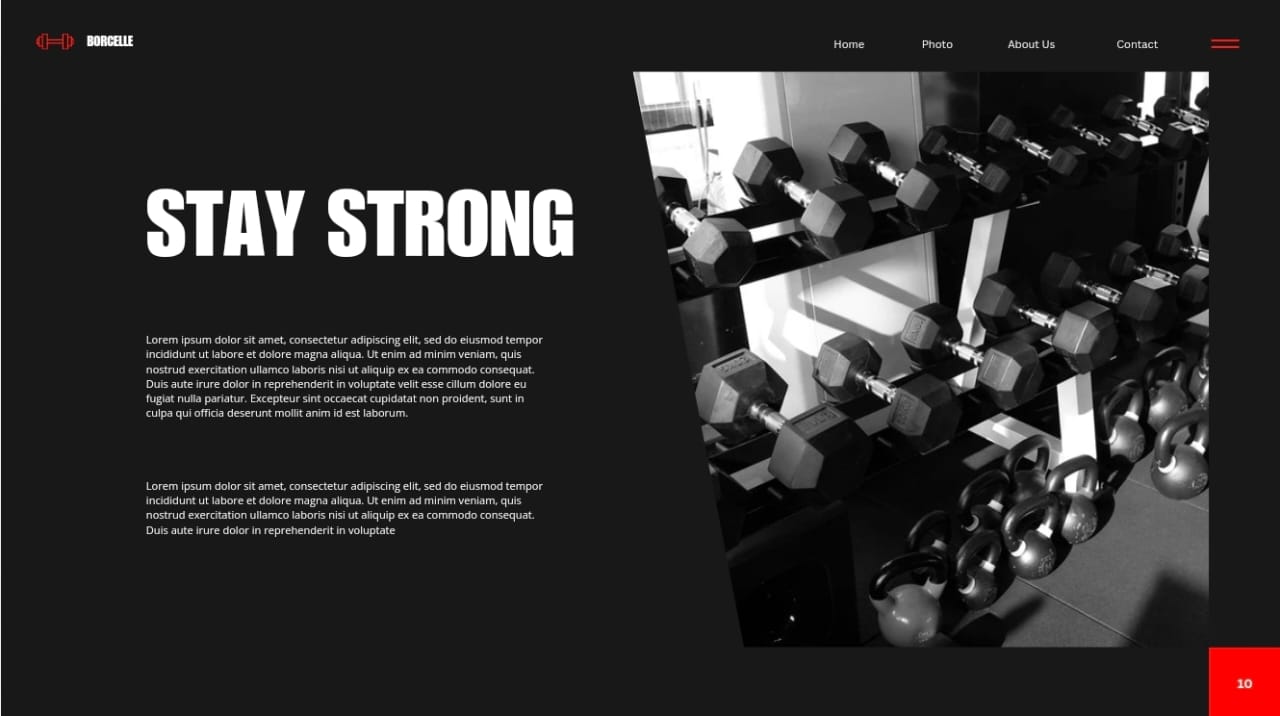 BORCELLE
Home Photo About Us Contact
STAY STRONG
Lorem ipsum dolor sit amet, consectetur adipiscing elit, sed do eiusmod tempor
incididunt ut labore et dolore magna aliqua. Ut enim ad minim veniam, quis
nostrud exercitation ullamco laboris nisi ut aliquip ex ea commodo consequat.
Duis aute irure dolor in reprehenderit in voluptate velit esse cillum dolore eu
fugiat nulla pariatur. Excepteur sint occaecat cupidatat non proident, sunt in
culpa qui officia deserunt mollit anim id est laborum.
Lorem ipsum dolor sit amet, consectetur adipiscing elit, sed do eiusmod tempor
incididunt ut labore et dolore magna aliqua. Ut enim ad minim veniam, quis
nostrud exercitation ullamco laboris nisi ut aliquip ex ea commodo consequat.
Duis aute irure dolor in reprehenderit in voluptate
10